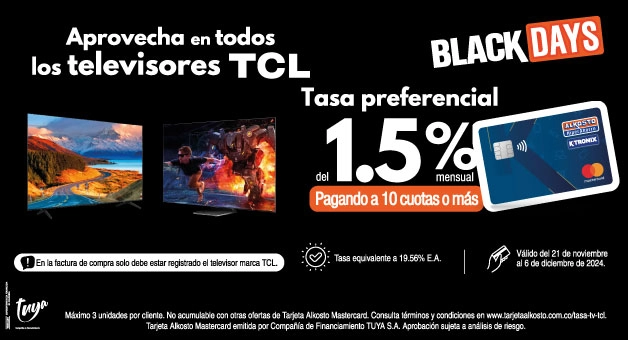 Aprovecha en todos
los televisores TCL
BLACK DAYS
Tasa preferencial
del 1.5% mensual
Pagando a 10 cuotas o más
ALKOSTO
K·TRONIX
mastercard
En la factura de compra solo debe estar registrado el televisor marca TCL.
Tasa equivalente a 19.56% E.A.
Válido del 21 de noviembre
al 6 de diciembre de 2024.
tuya
Máximo 3 unidades por cliente. No acumulable con otras ofertas de Tarjeta Alkosto Mastercard. Consulta términos y condiciones en www.tarjetaalkosto.com.co/tasa-tv-tcl.
Tarjeta Alkosto Mastercard emitida por Compañía de Financiamiento TUYA S.A. Aprobación sujeta a análisis de riesgo.